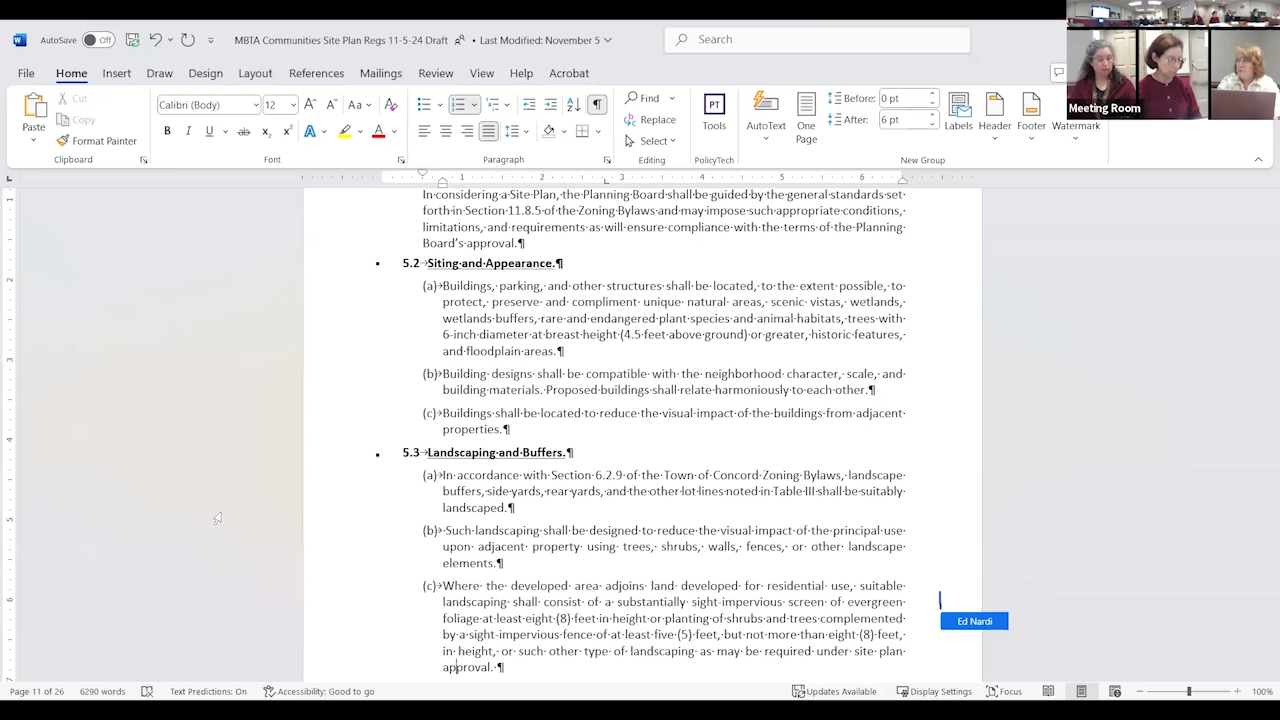 AutoSave
Off
MBTA Communities Site Plan Regs 11-5-24 Draft
• Last Modified: November 5
Search
File
Home
Insert
Draw
Design
Layout
References
Mailings
Review
View
Help
Acrobat
Meeting Room
Paste
Cut
Copy
Format Painter
Clipboard
Calibri (Body)
12
Font
Paragraph
Find
Replace
Select
Editing
PT
Tools
PolicyTech
AutoText
One
Page
Before:
0 pt
After:
6 pt
Labels
Header
Footer
Watermark
New Group
1 2 3 4 5 6
In considering a Site Plan, the Planning Board shall be guided by the general standards set
forth in Section 11.8.5 of the Zoning Bylaws and may impose such appropriate conditions,
limitations, and requirements as will ensure compliance with the terms of the Planning
Board's approval.¶
5.2 Siting and Appearance.¶
(a) Buildings, parking, and other structures shall be located, to the extent possible, to
protect, preserve and compliment unique natural areas, scenic vistas, wetlands,
wetlands buffers, rare and endangered plant species and animal habitats, trees with
6-inch diameter at breast height (4.5 feet above ground) or greater, historic features,
and floodplain areas.¶
(b) Building designs shall be compatible with the neighborhood character, scale, and
building materials. Proposed buildings shall relate harmoniously to each other.¶
(c) Buildings shall be located to reduce the visual impact of the buildings from adjacent
properties.¶
5.3 Landscaping and Buffers.¶
(a) In accordance with Section 6.2.9 of the Town of Concord Zoning Bylaws, landscape
buffers, side yards, rear yards, and the other lot lines noted in Table III shall be suitably
landscaped.¶
(b) Such landscaping shall be designed to reduce the visual impact of the principal use
upon adjacent property using trees, shrubs, walls, fences, or other landscape
elements.¶
(c) Where the developed area adjoins land developed for residential use, suitable
landscaping shall consist of a substantially sight-impervious screen of evergreen
foliage at least eight (8) feet in height or planting of shrubs and trees complemented
by a sight-impervious fence of at least five (5) feet, but not more than eight (8) feet,
in height, or such other type of landscaping as may be required under site plan
approval. ¶
Ed Nardi
Page 11 of 26
6290 words
Text Predictions: On
Accessibility: Good to go
Updates Available
Display Settings
Focus
100%